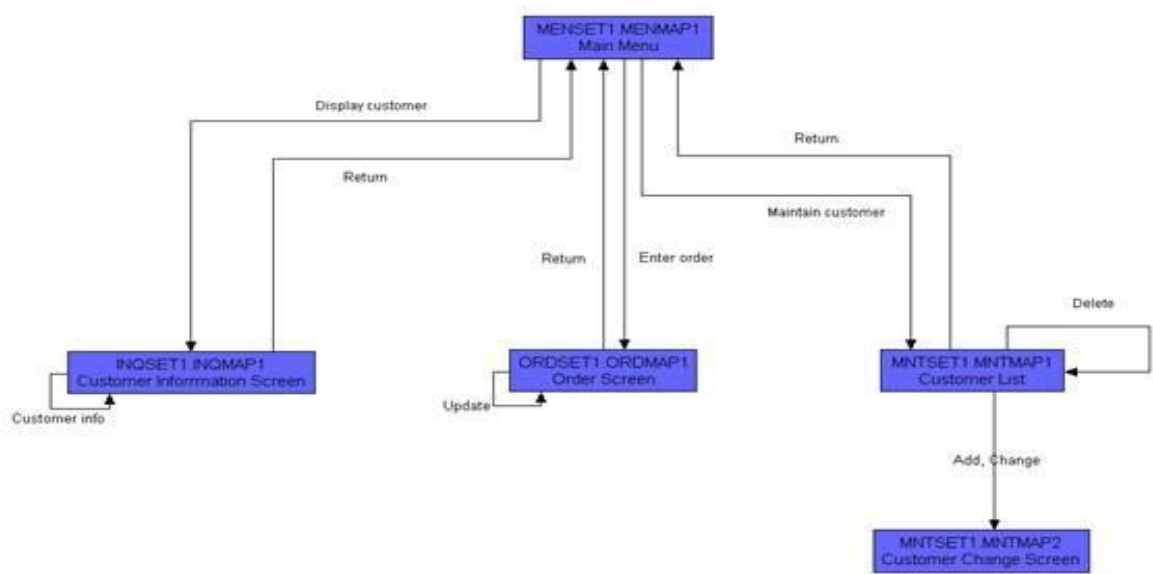 MENSET1.MENMAP1
Main Menu
Display customer
Return
Return
Maintain customer
Return
Enter order
Delete
INQSET1.INQMAP1
Customer Inforrmation Screen
Customer info
ORDSET1.ORDMAP1
Order Screen
Update
MNTSET1.MNTMAP1
Customer List
Add, Change
MNTSET1.MNTMAP2
Customer Change Screen